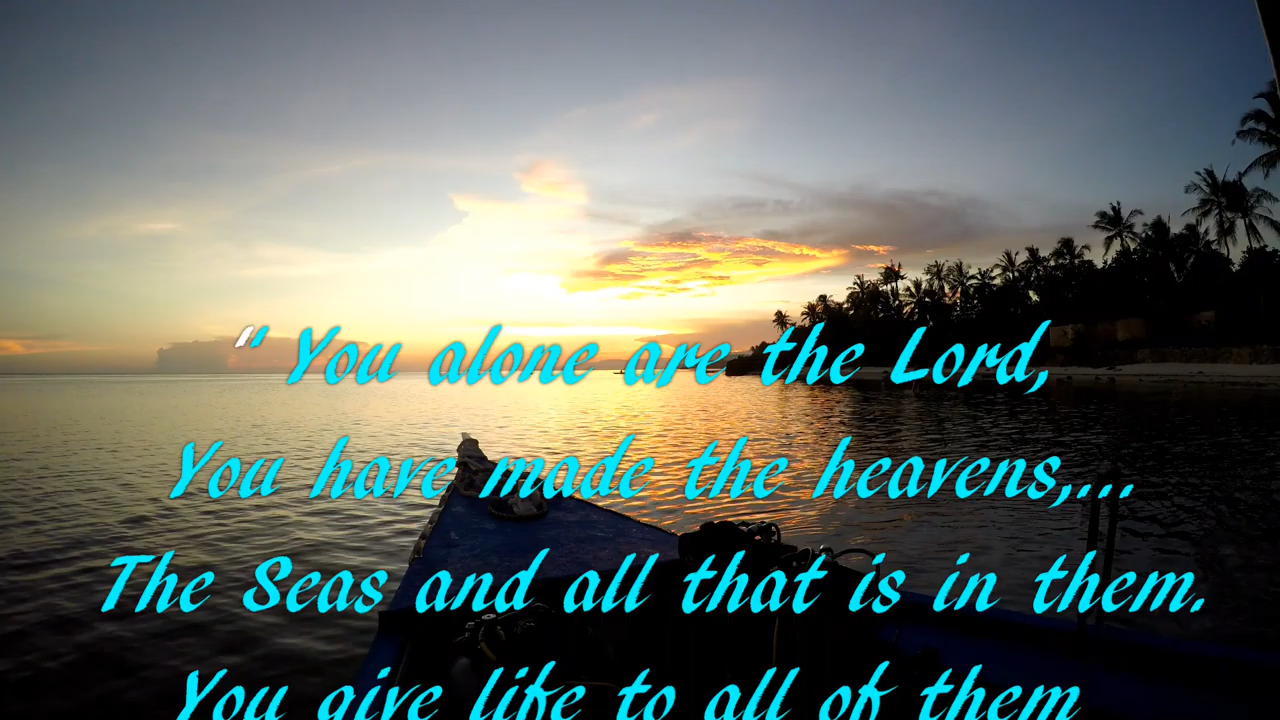 “ You alone are the Lord,
You have made the heavens,...
The Seas and all that is in them.
You give life to all of them